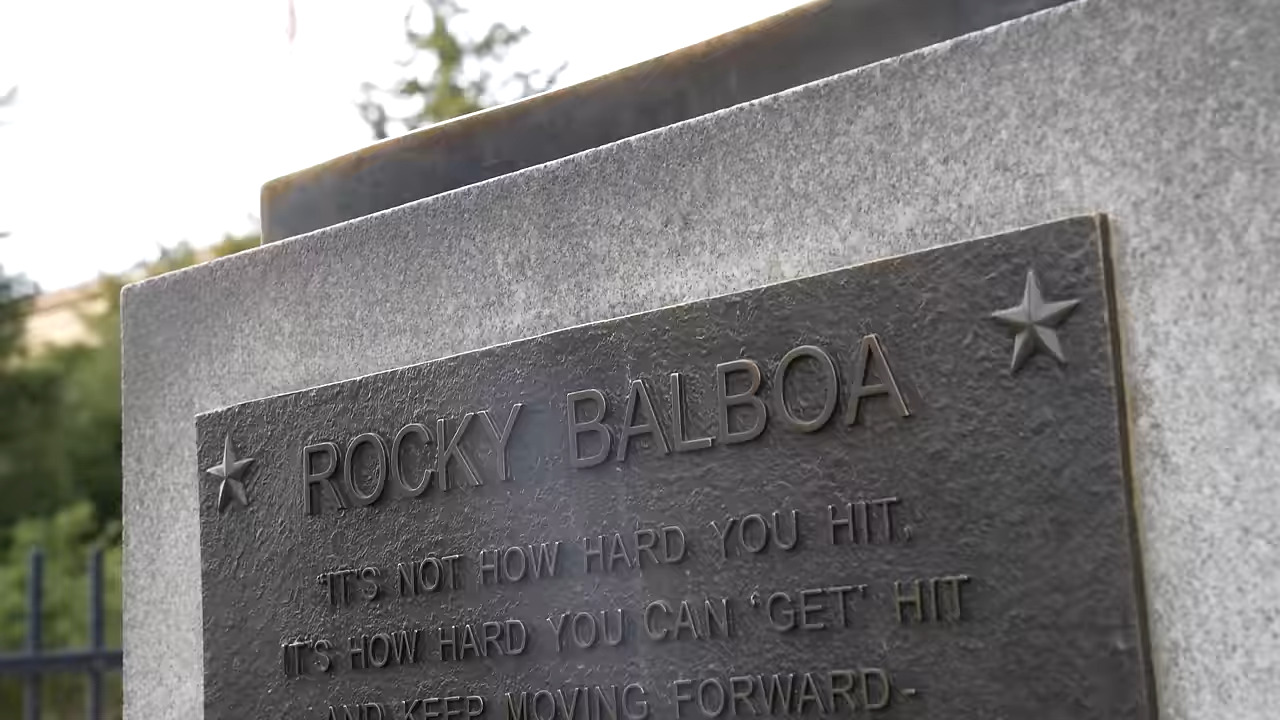 ROCKY BALBOA
"IT'S NOT HOW HARD YOU HIT,
IT'S HOW HARD YOU CAN 'GET' HIT
AND KEEP MOVING FORWARD-